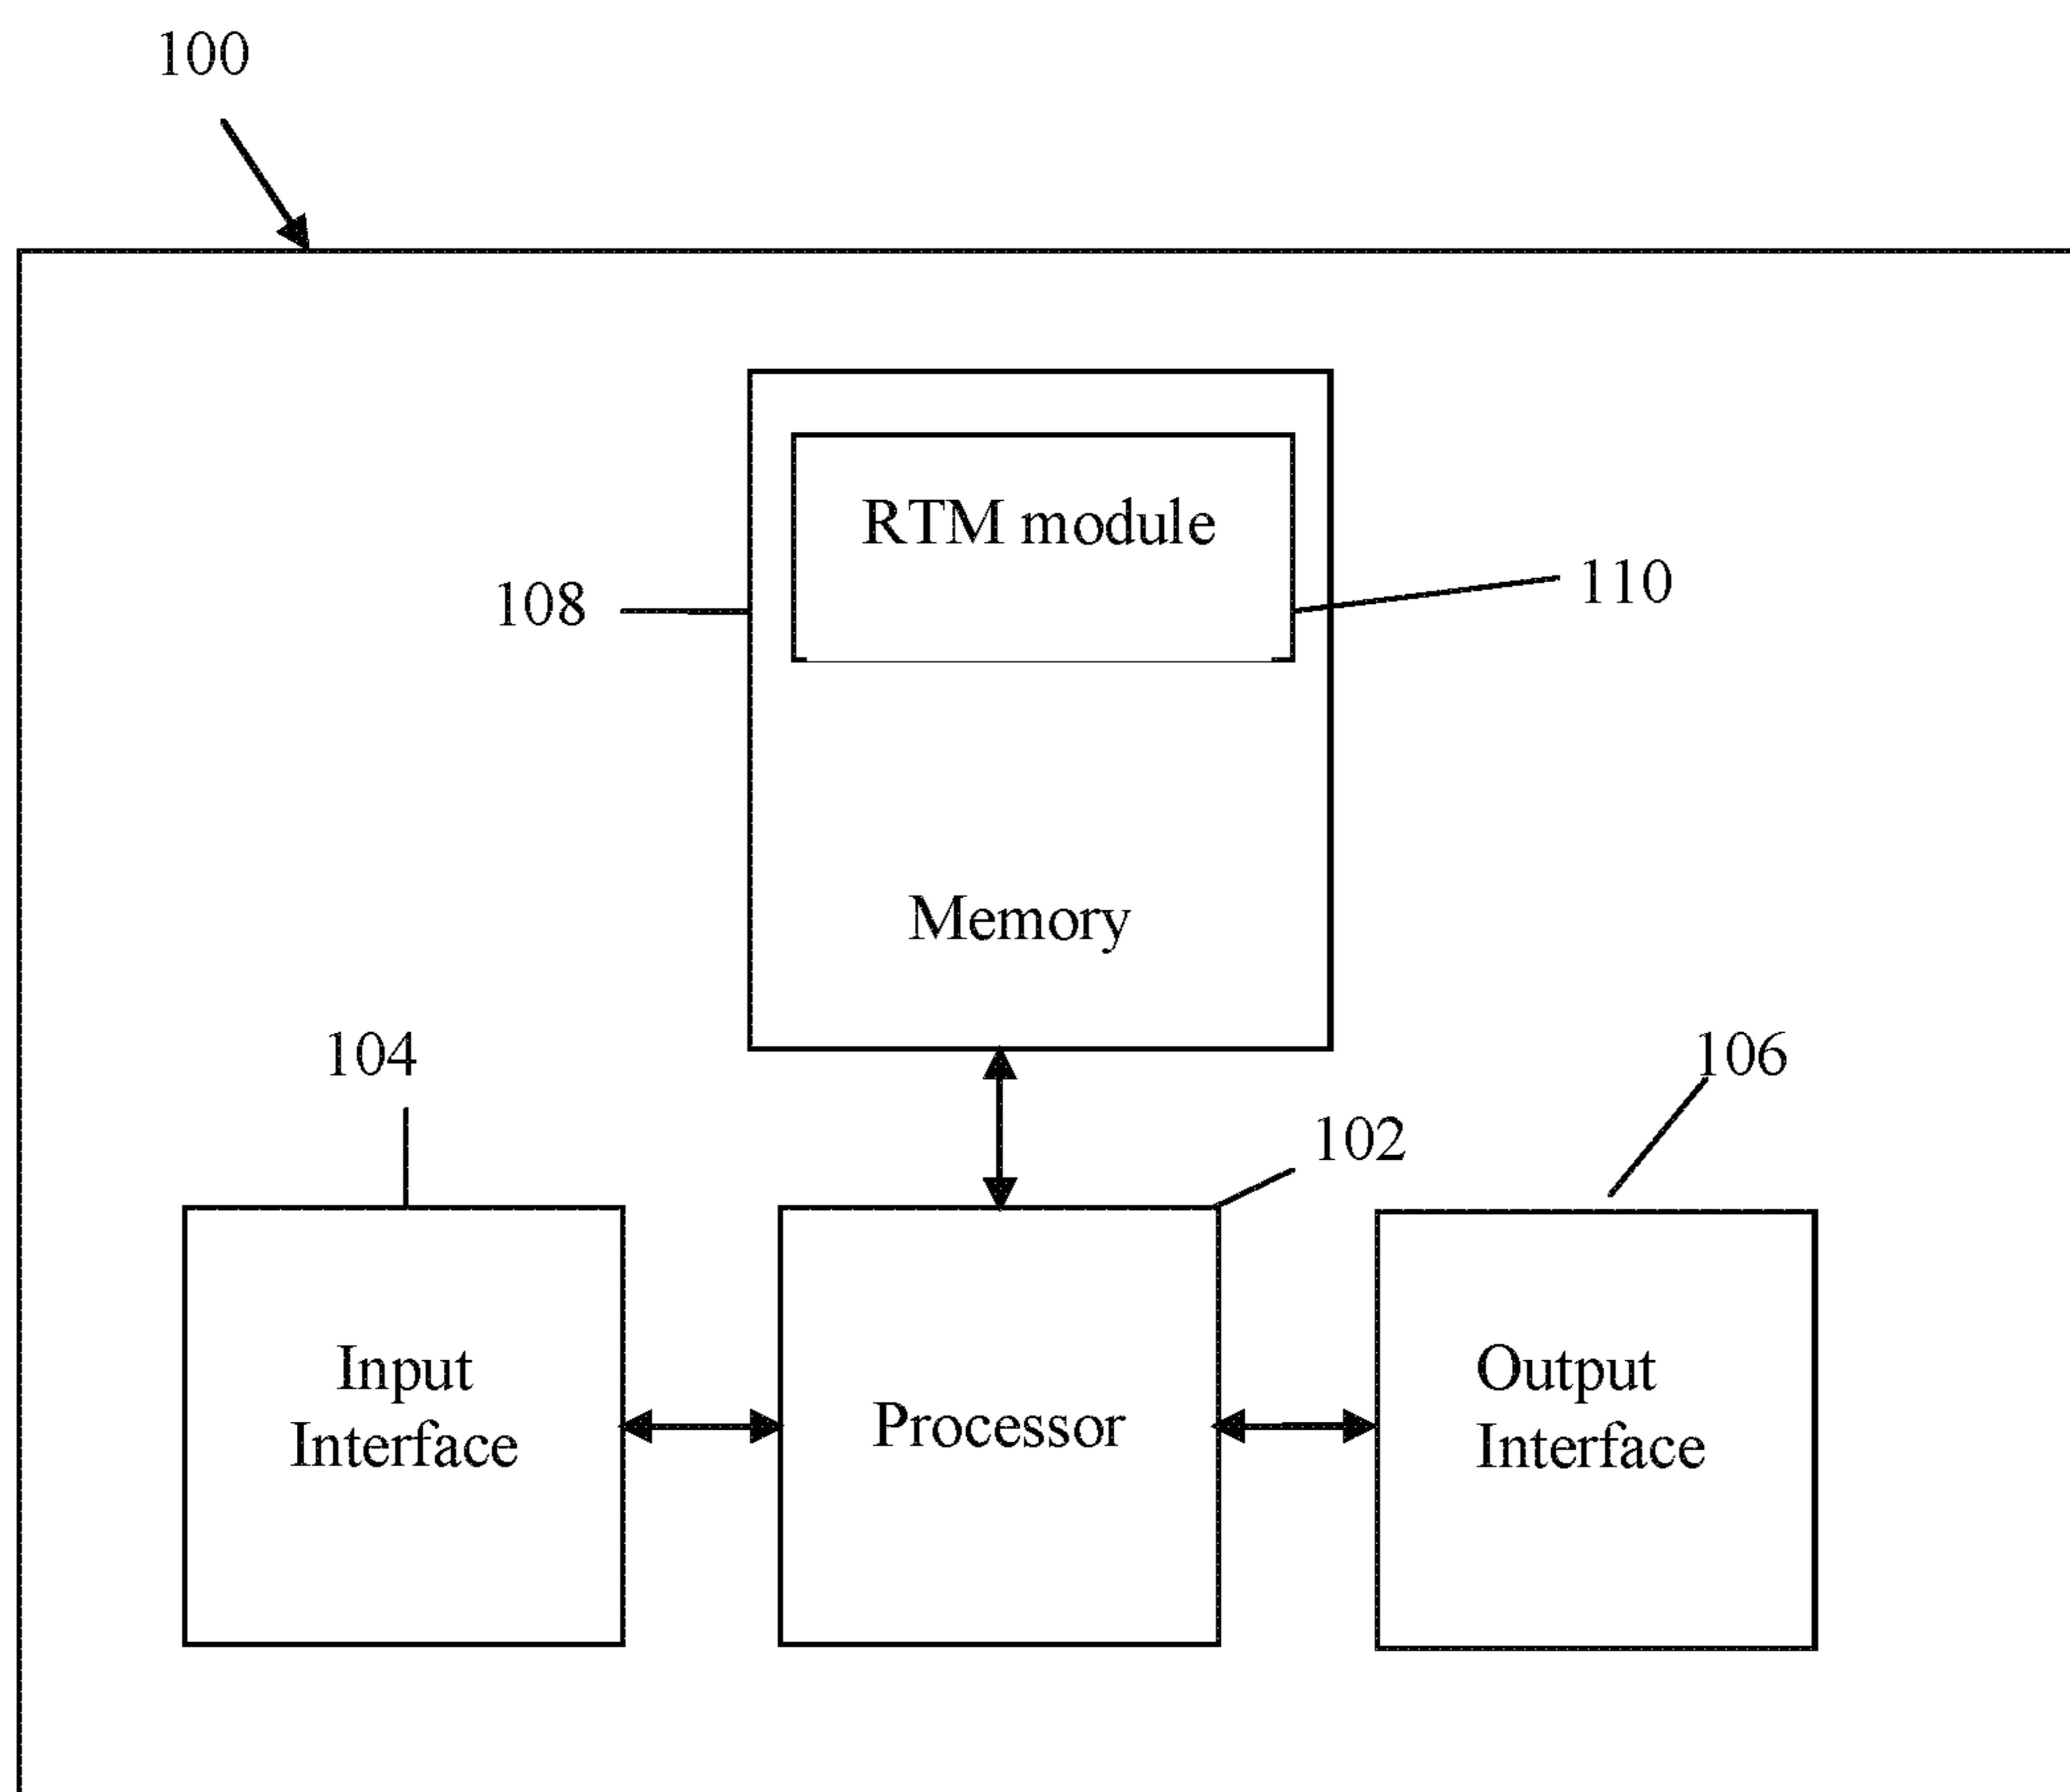 100
RTM module
108
110
Memory
104
106
102
Input
Interface
Processor
Output
Interface